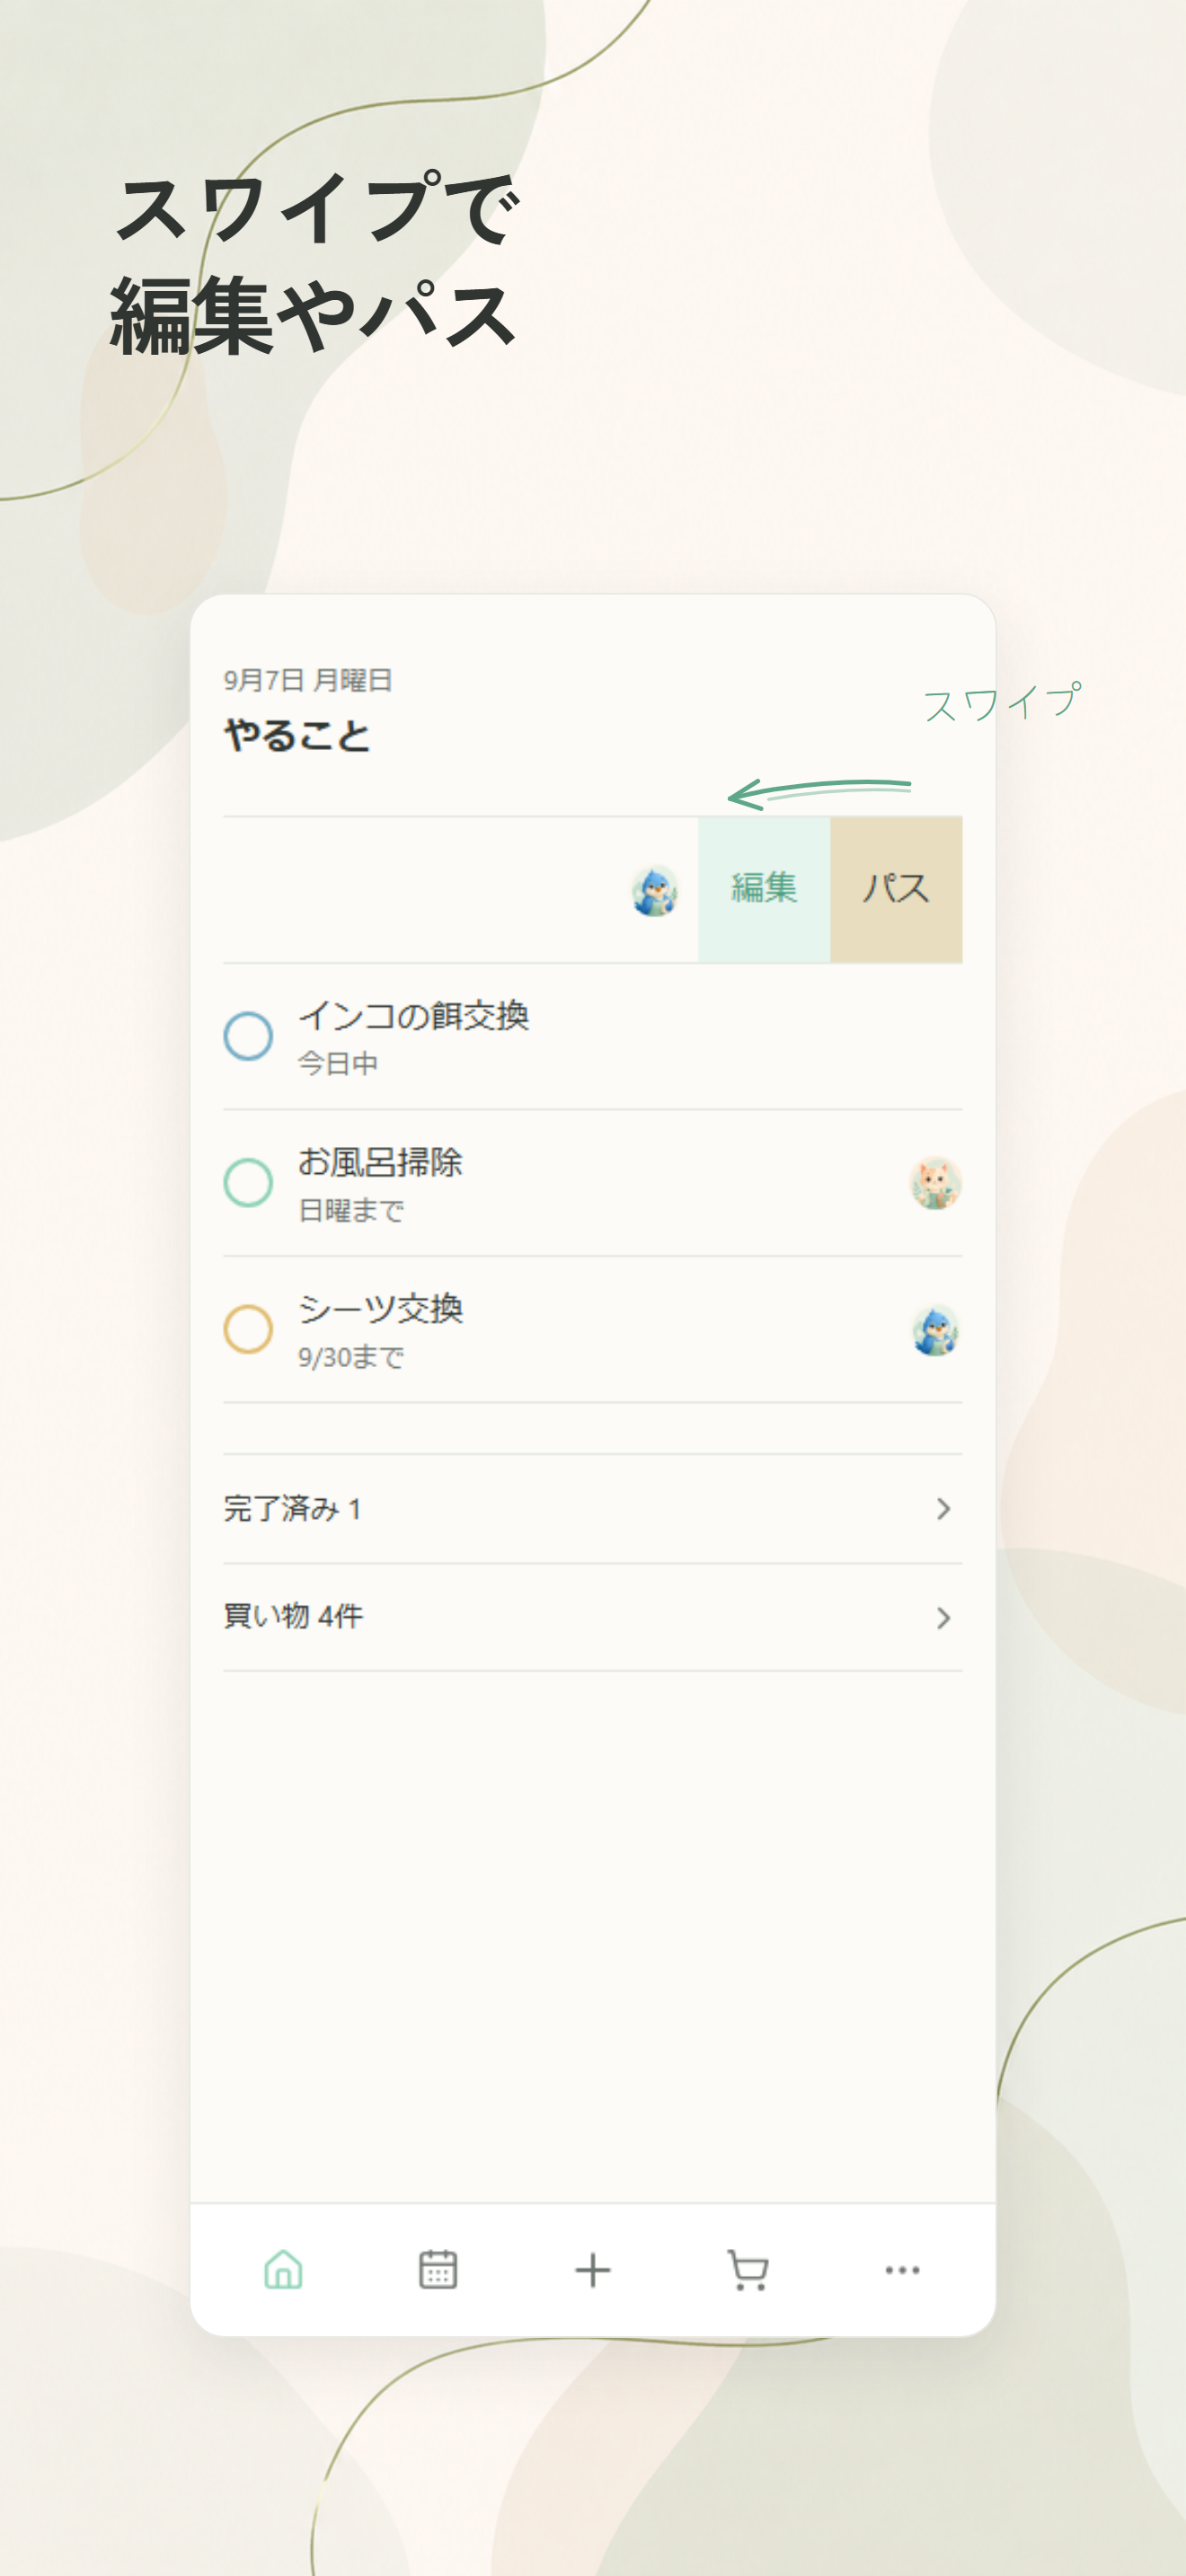 スワイプで
編集やパス
9月7日 月曜日
やること
スワイプ
編集 パス
インコの餌交換
今日中
お風呂掃除
日曜まで
シーツ交換
9/30まで
完了済み 1
買い物 4件